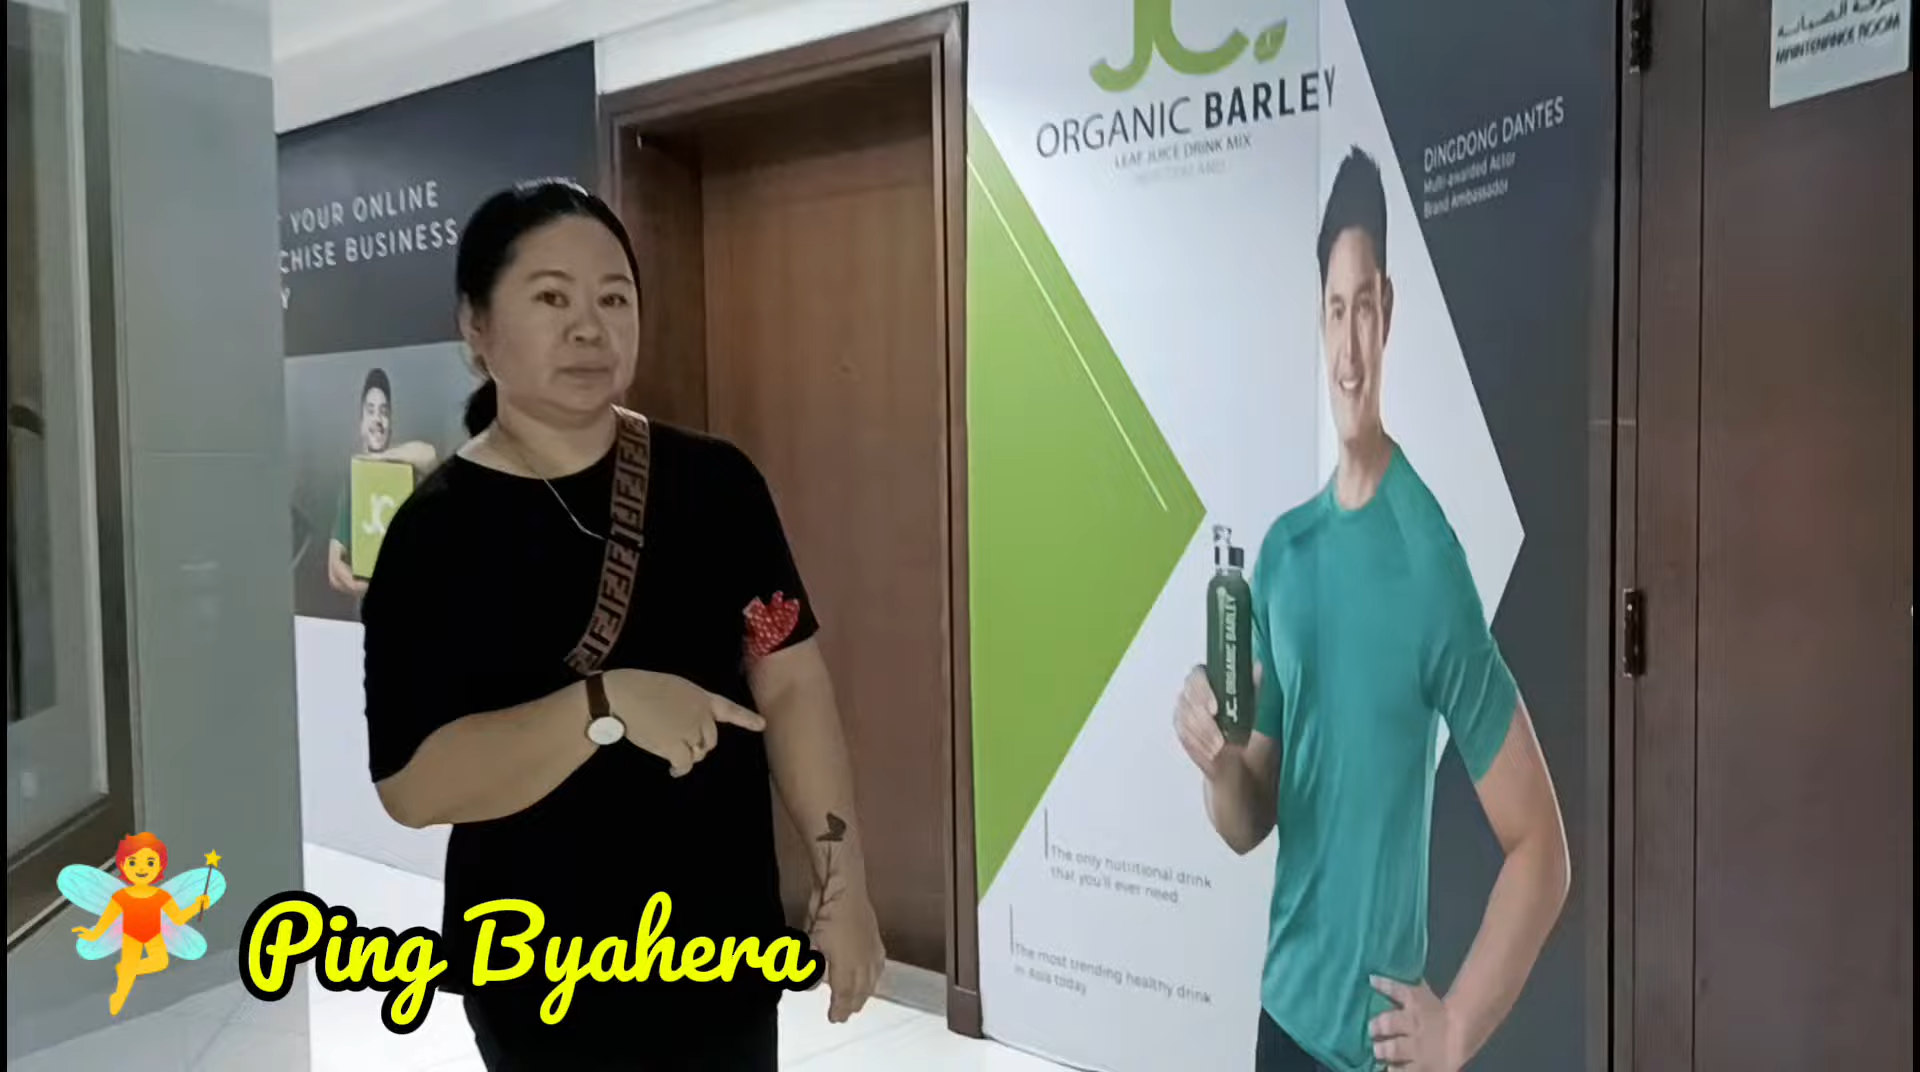 YOUR ONLINE
CHISE BUSINESS
Y
JC
JC.
ORGANIC BARLEY
LEAF JUICE DRINK MIX
DINGDONG DANTES
Multi-awarded Actor
Brand Ambassador
MAINTENANCE ROOM
JC. ORGANIC BARLEY
The only nutritional drink
that you'll ever need
The most trending healthy drink
in Asia today
Ping Byahera